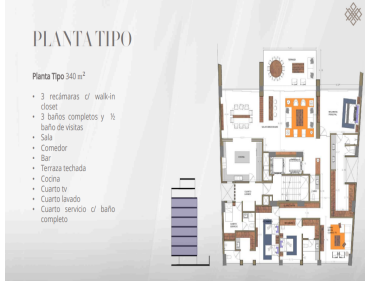 PLANTA TIPO
Planta Tipo 340 m²
• 3 recámaras c/ walk-in
closet
• 3 baños completos y ½
baño de visitas
• Sala
• Comedor
• Bar
• Terraza techada
• Cocina
• Cuarto tv
• Cuarto lavado
• Cuarto servicio c/ baño
completo